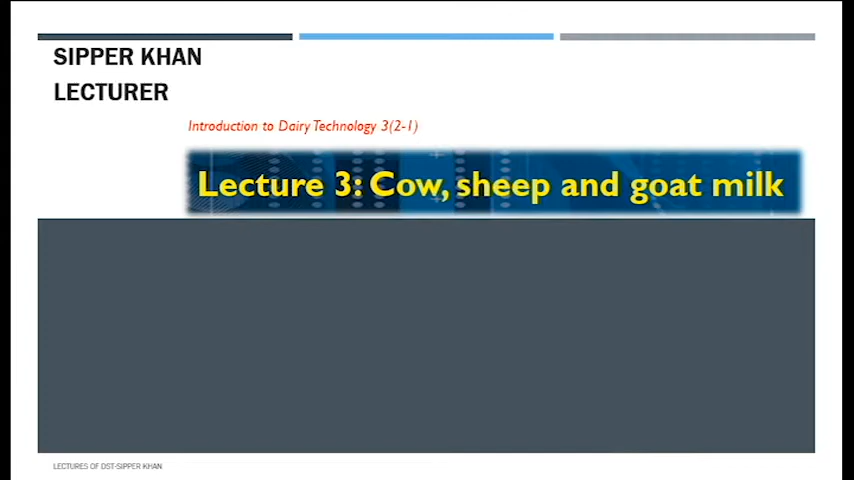 SIPPER KHAN
LECTURER
Introduction to Dairy Technology 3(2-1)
Lecture 3: Cow, sheep and goat milk
LECTURES OF DST-SIPPER KHAN